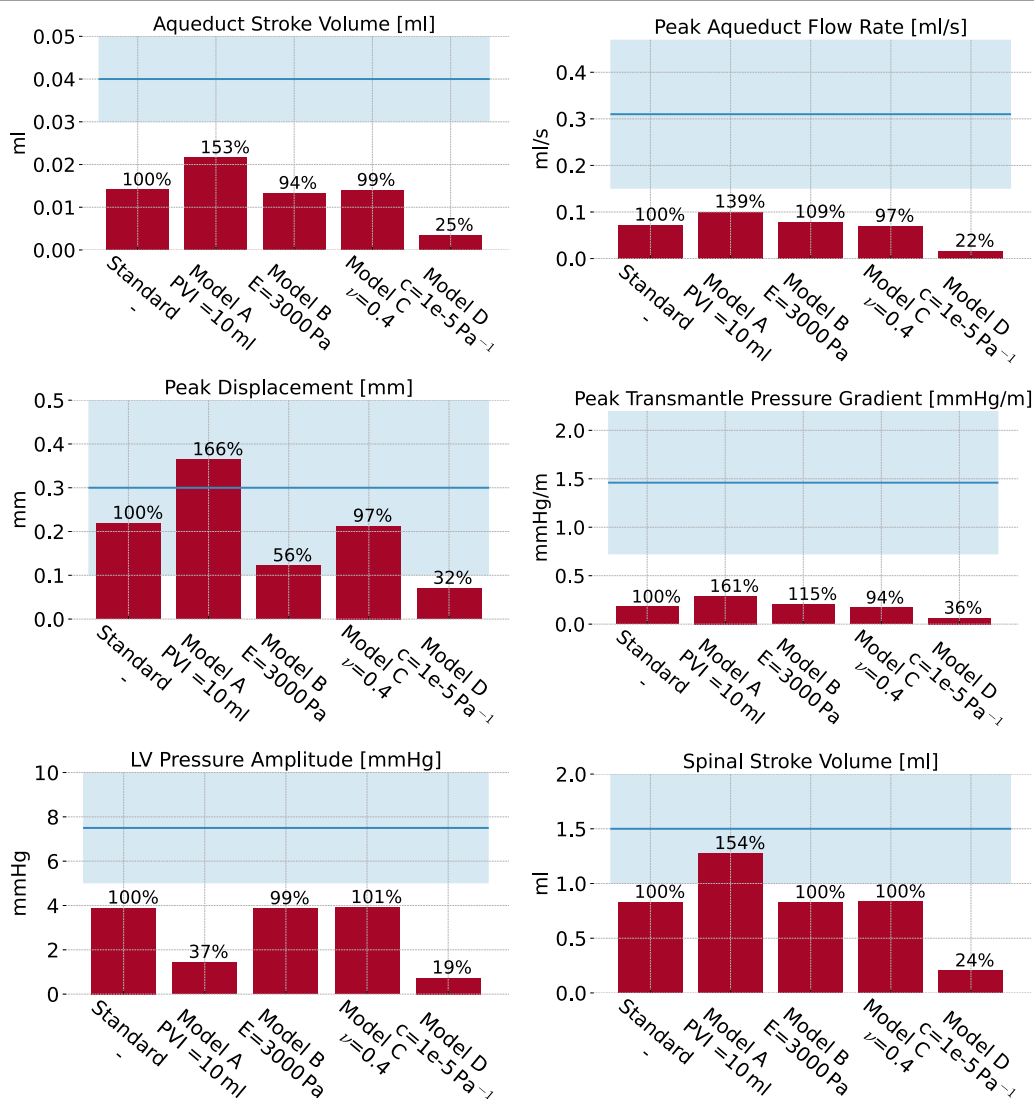 Aqueduct Stroke Volume [ml]
0.05
0.04
0.03
0.02
0.01
0.00
ml
100%
153%
94%
99%
25%
Standard
-
Model A
PVI =10 ml
Model B
E=3000 Pa
Model C
ν=0.4
Model D
c=1e-5 Pa⁻¹
Peak Aqueduct Flow Rate [ml/s]
0.4
0.3
0.2
0.1
0.0
ml/s
100%
139%
109%
97%
22%
Standard
-
Model A
PVI =10 ml
Model B
E=3000 Pa
Model C
ν=0.4
Model D
c=1e-5 Pa⁻¹
Peak Displacement [mm]
0.5
0.4
0.3
0.2
0.1
0.0
mm
100%
166%
56%
97%
32%
Standard
-
Model A
PVI =10 ml
Model B
E=3000 Pa
Model C
ν=0.4
Model D
c=1e-5 Pa⁻¹
Peak Transmantle Pressure Gradient [mmHg/m]
2.0
1.5
1.0
0.5
0.0
mmHg/m
100%
161%
115%
94%
36%
Standard
-
Model A
PVI =10 ml
Model B
E=3000 Pa
Model C
ν=0.4
Model D
c=1e-5 Pa⁻¹
LV Pressure Amplitude [mmHg]
10
8
6
4
2
0
mmHg
100%
37%
99%
101%
19%
Standard
-
Model A
PVI =10 ml
Model B
E=3000 Pa
Model C
ν=0.4
Model D
c=1e-5 Pa⁻¹
Spinal Stroke Volume [ml]
2.0
1.5
1.0
0.5
0.0
ml
100%
154%
100%
100%
24%
Standard
-
Model A
PVI =10 ml
Model B
E=3000 Pa
Model C
ν=0.4
Model D
c=1e-5 Pa⁻¹